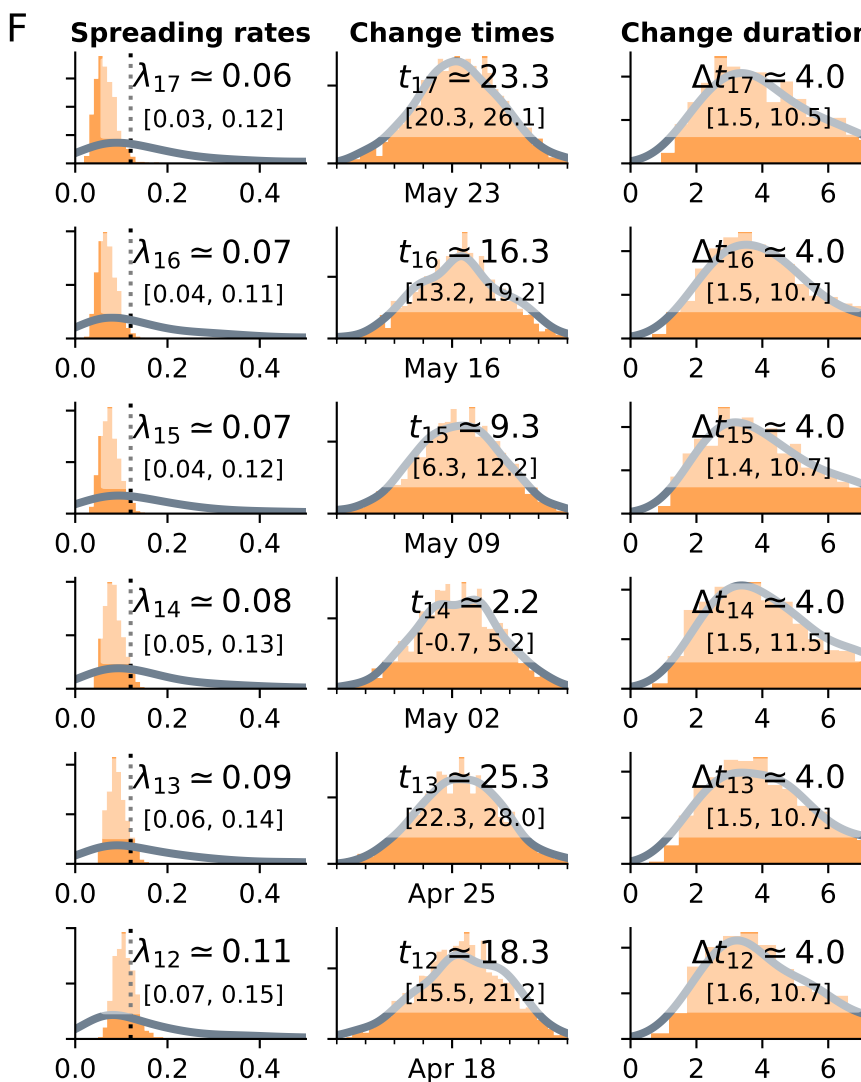 F
Spreading rates Change times Change duration
λ17 ≃ 0.06 t17 ≃ 23.3 Δt17 ≃ 4.0
[0.03, 0.12] [20.3, 26.1] [1.5, 10.5]
0.0 0.2 0.4 May 23 0 2 4 6
λ16 ≃ 0.07 t16 ≃ 16.3 Δt16 ≃ 4.0
[0.04, 0.11] [13.2, 19.2] [1.5, 10.7]
0.0 0.2 0.4 May 16 0 2 4 6
λ15 ≃ 0.07 t15 ≃ 9.3 Δt15 ≃ 4.0
[0.04, 0.12] [6.3, 12.2] [1.4, 10.7]
0.0 0.2 0.4 May 09 0 2 4 6
λ14 ≃ 0.08 t14 ≃ 2.2 Δt14 ≃ 4.0
[0.05, 0.13] [-0.7, 5.2] [1.5, 11.5]
0.0 0.2 0.4 May 02 0 2 4 6
λ13 ≃ 0.09 t13 ≃ 25.3 Δt13 ≃ 4.0
[0.06, 0.14] [22.3, 28.0] [1.5, 10.7]
0.0 0.2 0.4 Apr 25 0 2 4 6
λ12 ≃ 0.11 t12 ≃ 18.3 Δt12 ≃ 4.0
[0.07, 0.15] [15.5, 21.2] [1.6, 10.7]
0.0 0.2 0.4 Apr 18 0 2 4 6